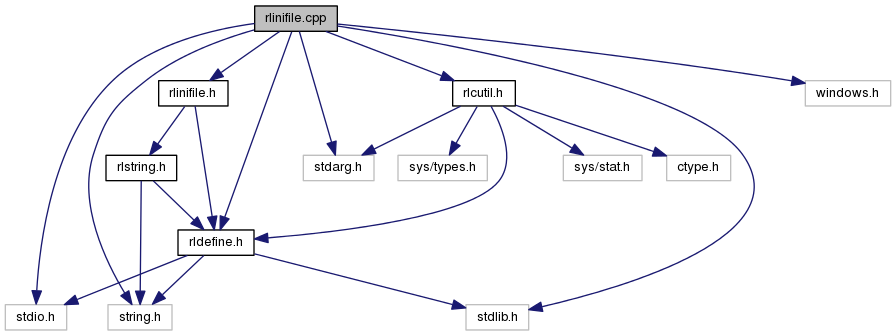 rlinifile.cpp
rlinifile.h
rlcutil.h
windows.h
rlstring.h
stdarg.h
sys/types.h
sys/stat.h
ctype.h
rldefine.h
stdio.h
string.h
stdlib.h